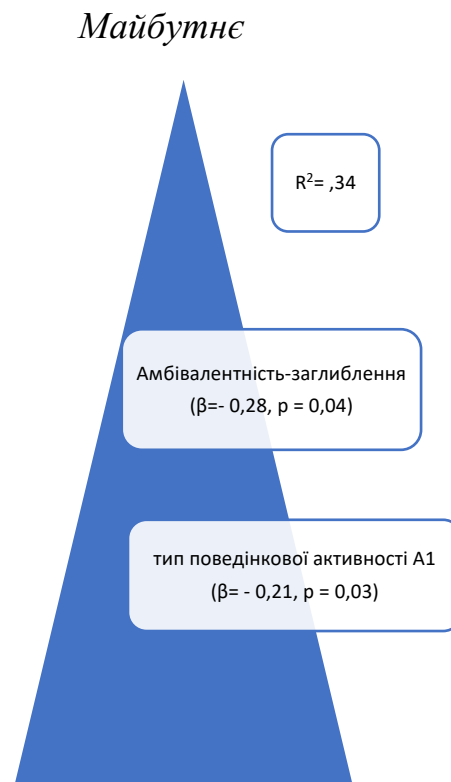 Майбутнє
R²= ,34
Амбівалентність-заглиблення
(β=- 0,28, p = 0,04)
тип поведінкової активності А1
(β= - 0,21, p = 0,03)